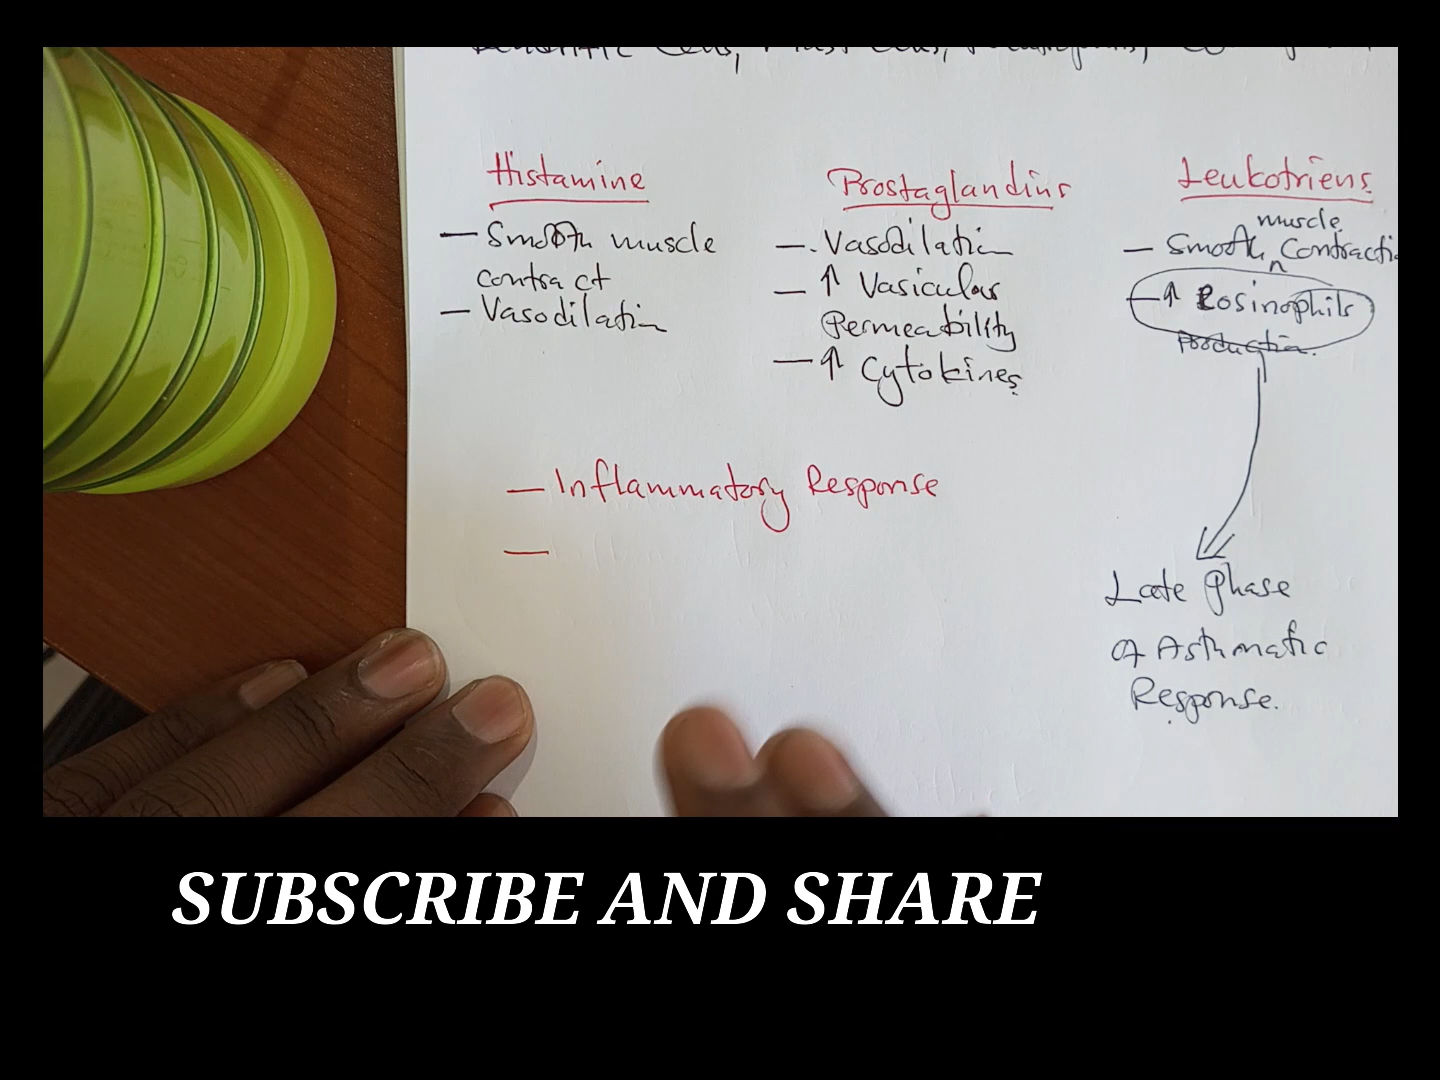 Histamine
— Smooth muscle
contract
— Vasodilation
Prostaglandins
— Vasodilation
— ↑ Vasicular
Permeability
— ↑ Cytokines
Leukotriens
muscle
— Smooth Contracti
— ↑ Eosinophils
Production.
Late Phase
of Asthmatic
Response.
— Inflammatory Response
—
SUBSCRIBE AND SHARE